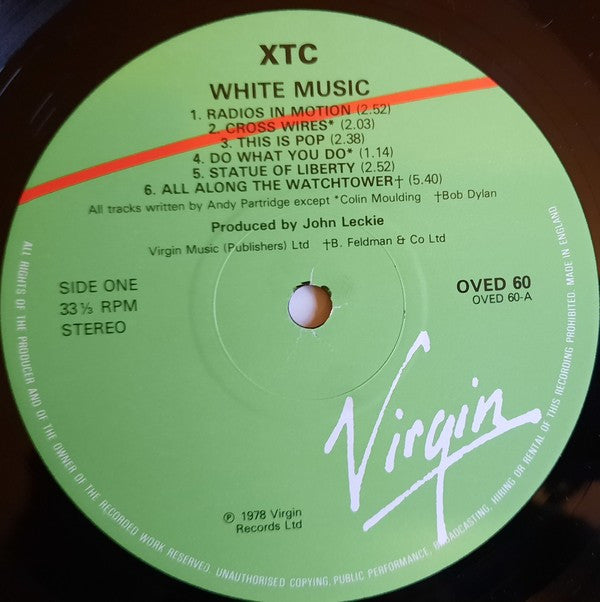 XTC
WHITE MUSIC
1. RADIOS IN MOTION (2.52)
2. CROSS WIRES* (2.03)
3. THIS IS POP (2.38)
4. DO WHAT YOU DO* (1.14)
5. STATUE OF LIBERTY (2.52)
6. ALL ALONG THE WATCHTOWER† (5.40)
All tracks written by Andy Partridge except *Colin Moulding †Bob Dylan
Produced by John Leckie
Virgin Music (Publishers) Ltd †B. Feldman & Co Ltd
SIDE ONE
33⅓ RPM
STEREO
OVED 60
OVED 60-A
Virgin
℗ 1978 Virgin
Records Ltd
ALL RIGHTS OF THE PRODUCER AND OF THE OWNER OF THE RECORDED WORK RESERVED. UNAUTHORISED COPYING, PUBLIC PERFORMANCE, BROADCASTING, HIRING OR RENTAL OF THIS RECORDING PROHIBITED. MADE IN ENGLAND